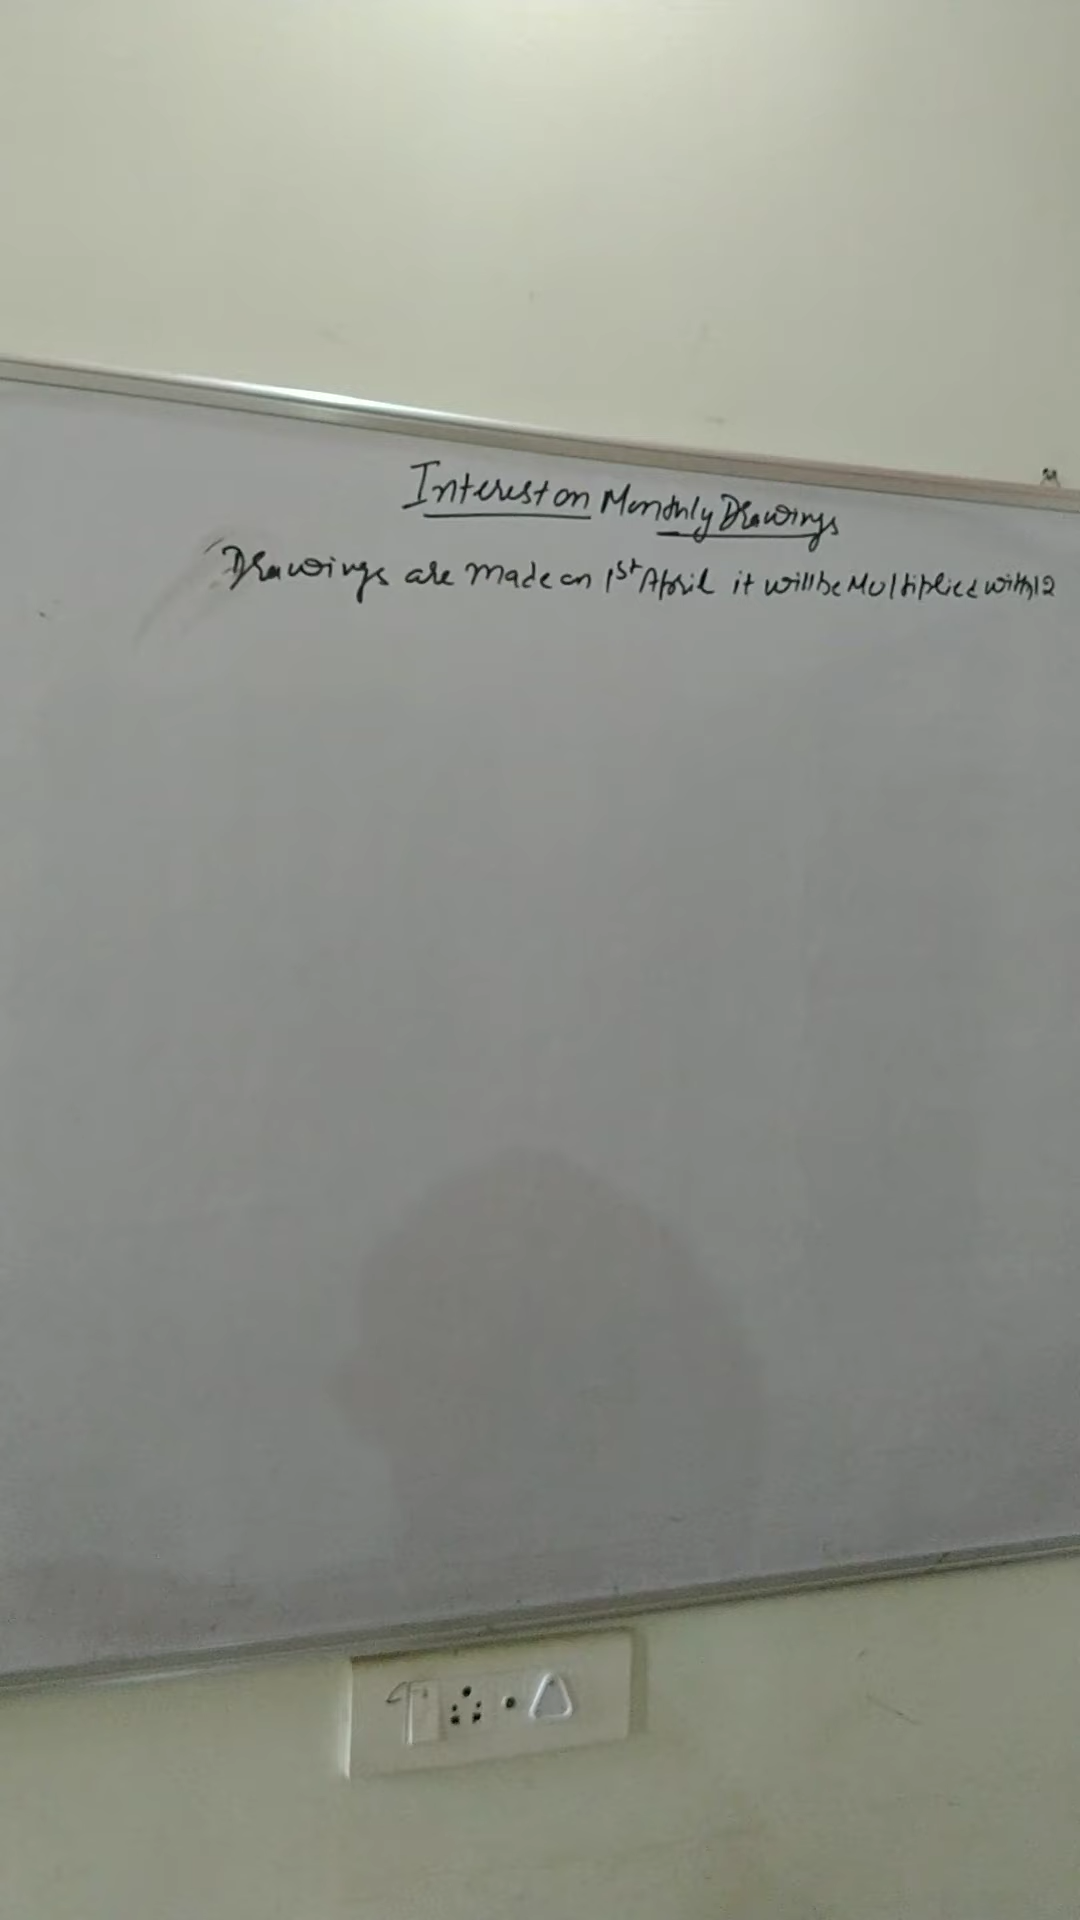 Interest on Monthly Drawings
Drawings are made on 1st April it will be Multiplied with 12